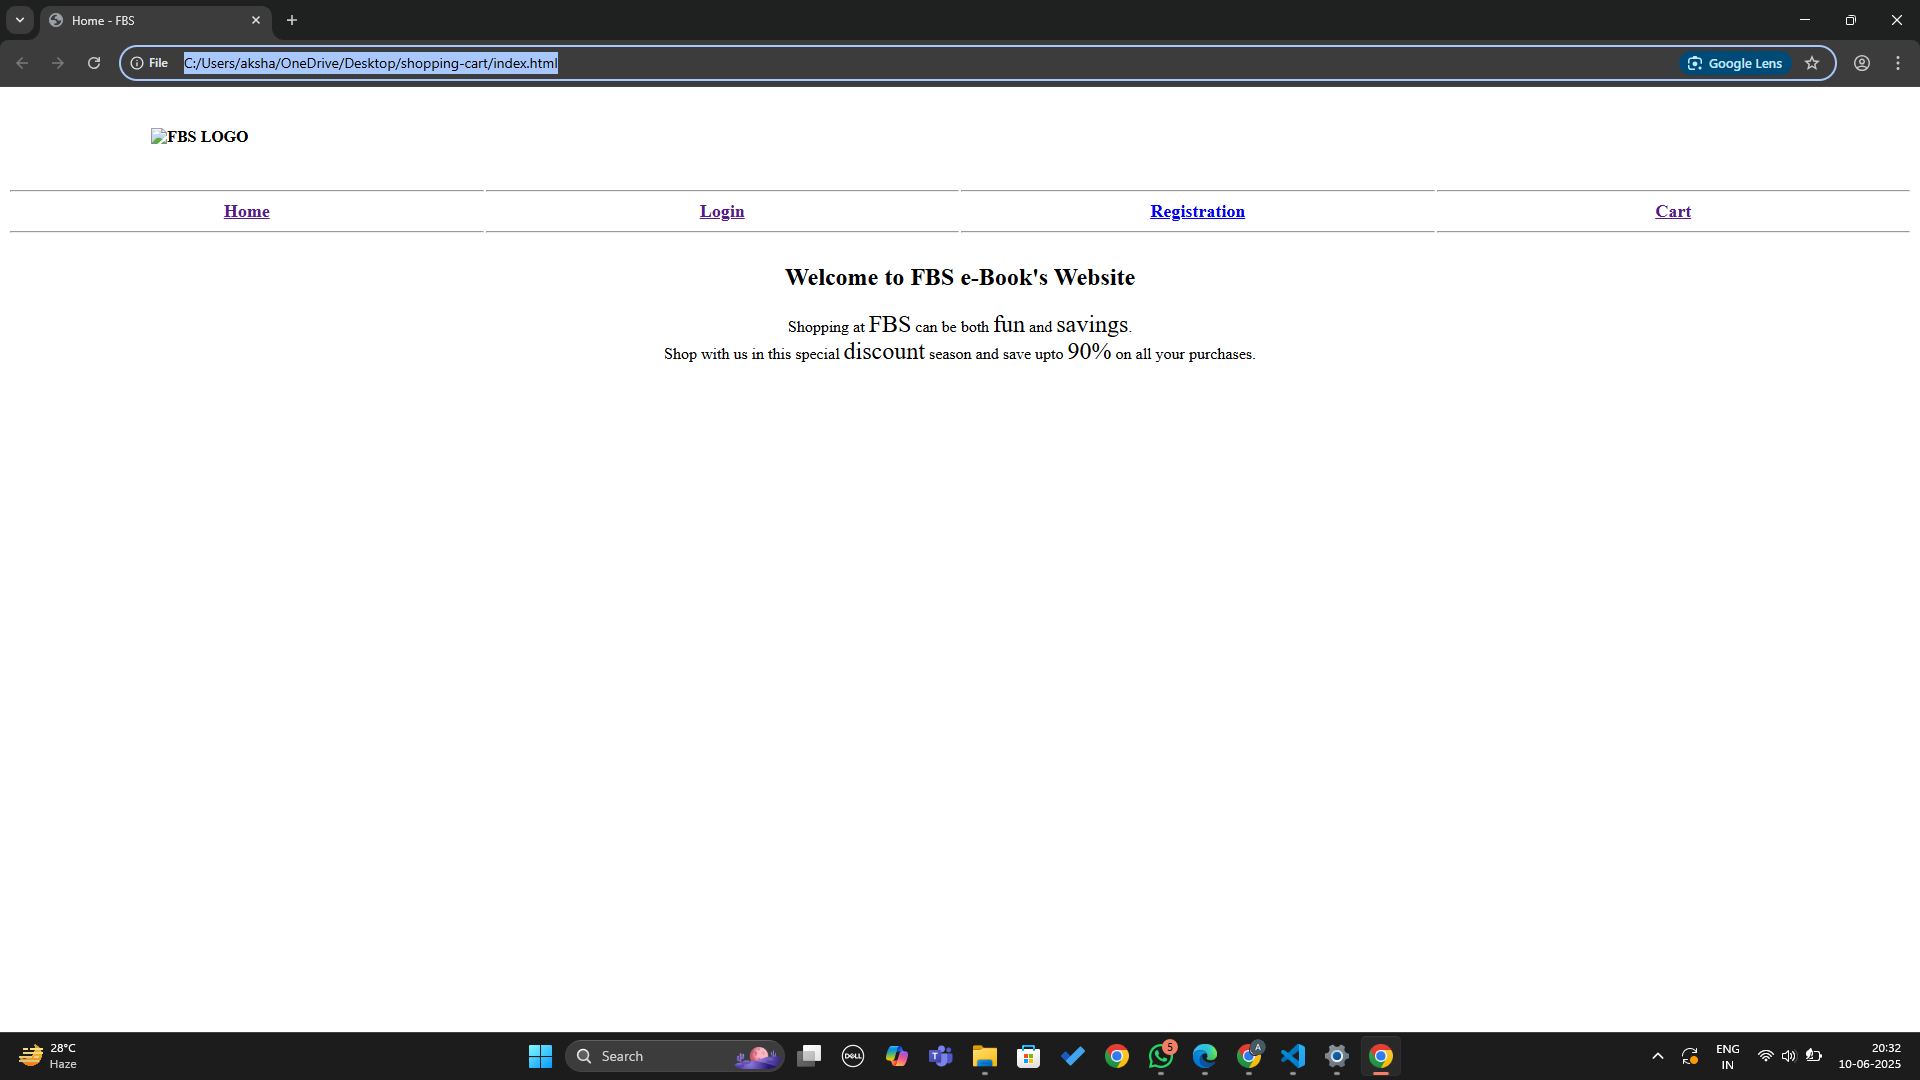 Home - FBS
File C:/Users/aksha/OneDrive/Desktop/shopping-cart/index.html Google Lens
FBS LOGO
Home Login Registration Cart
Welcome to FBS e-Book's Website
Shopping at FBS can be both fun and savings.
Shop with us in this special discount season and save upto 90% on all your purchases.
28°C
Haze
Search
DELL
T
5
A
ENG
IN
20:32
10-06-2025